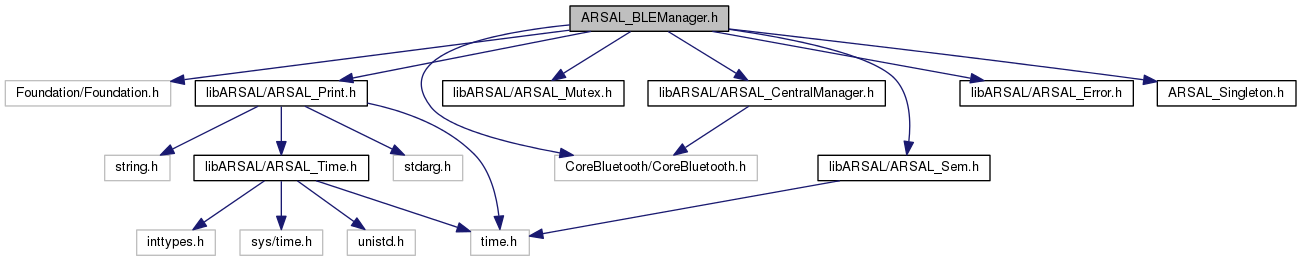 ARSAL_BLEManager.h
Foundation/Foundation.h
libARSAL/ARSAL_Print.h
libARSAL/ARSAL_Mutex.h
libARSAL/ARSAL_CentralManager.h
libARSAL/ARSAL_Error.h
ARSAL_Singleton.h
string.h
libARSAL/ARSAL_Time.h
stdarg.h
CoreBluetooth/CoreBluetooth.h
libARSAL/ARSAL_Sem.h
inttypes.h
sys/time.h
unistd.h
time.h